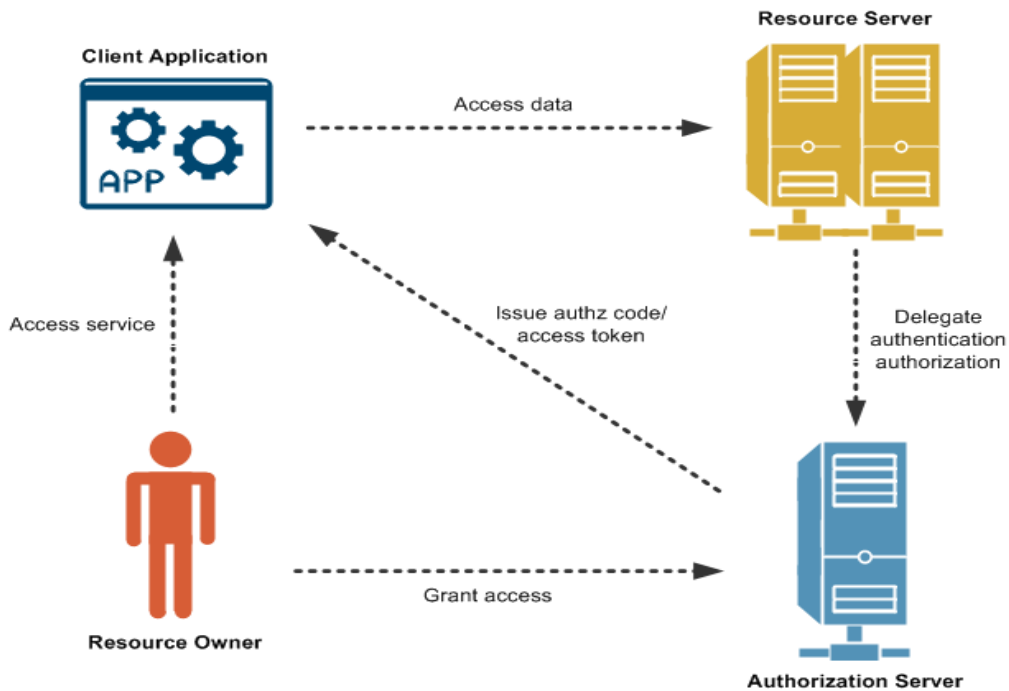 Resource Server
Client Application
Access data
APP
Issue authz code/
access token
Access service
Delegate
authentication
authorization
Grant access
Resource Owner
Authorization Server